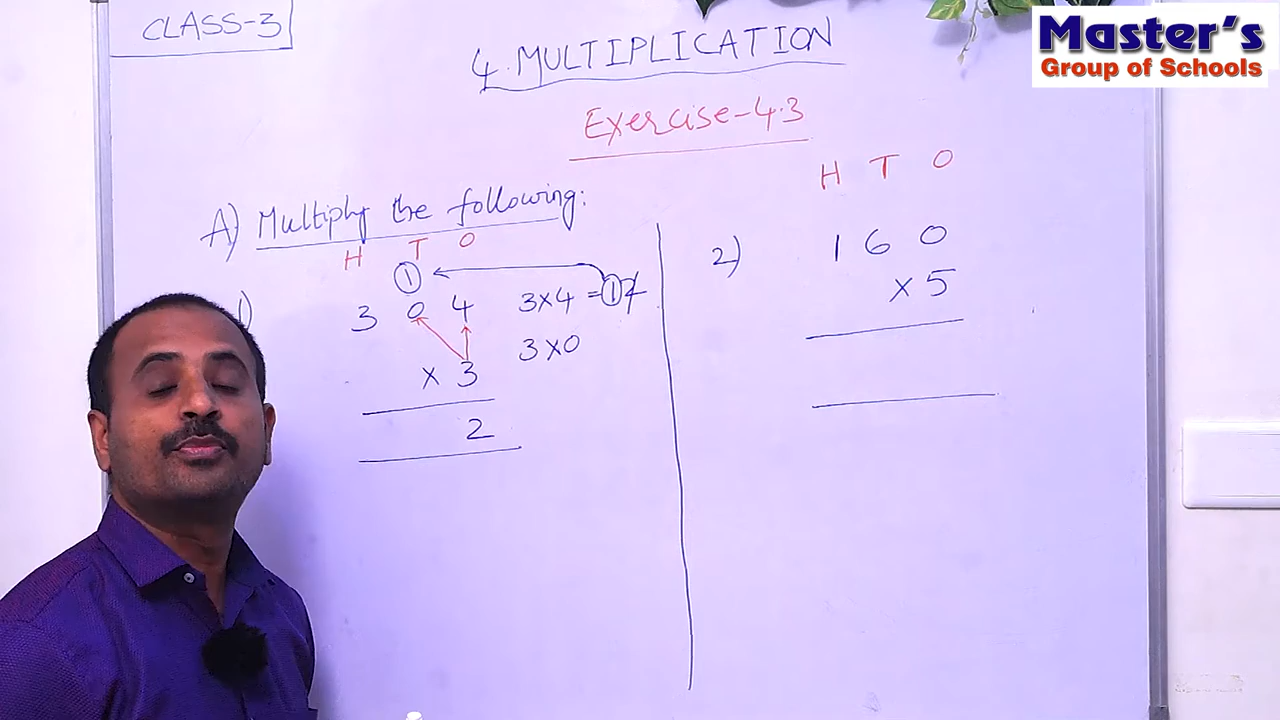 CLASS-3
Master's
Group of Schools
4. MULTIPLICATION
Exercise-4.3
A) Multiply the following:
H T O
1
1) 3 0 4
× 3
2
3×4 = 12
3×0
H T O
2) 1 6 0
× 5